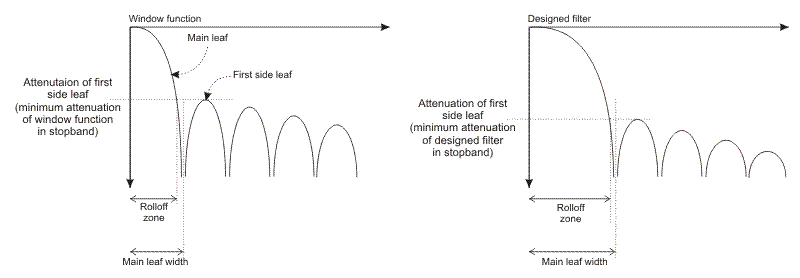 Window function
Main leaf
First side leaf
Attenutaion of first
side leaf
(minimum attenuation
of window function
in stopband)
Rolloff
zone
Main leaf width
Designed filter
Attenuation of first
side leaf
(minimum attenuation
of designed filter
in stopband)
Rolloff
zone
Main leaf width